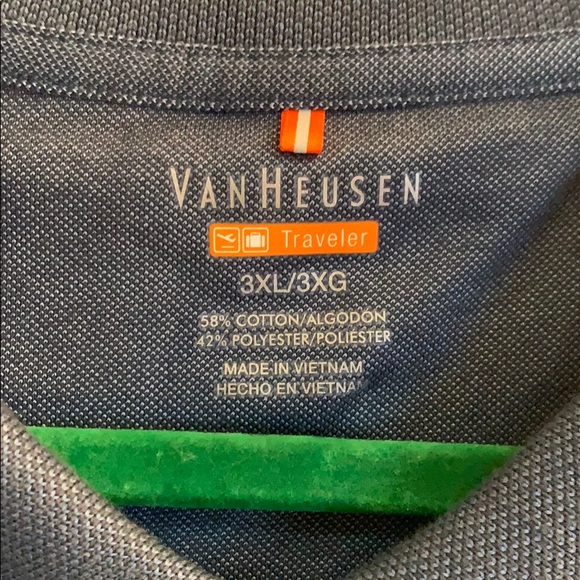 VANHEUSEN
Traveler
3XL/3XG
58% COTTON/ALGODON
42% POLYESTER/POLIESTER
MADE IN VIETNAM
HECHO EN VIETNAM